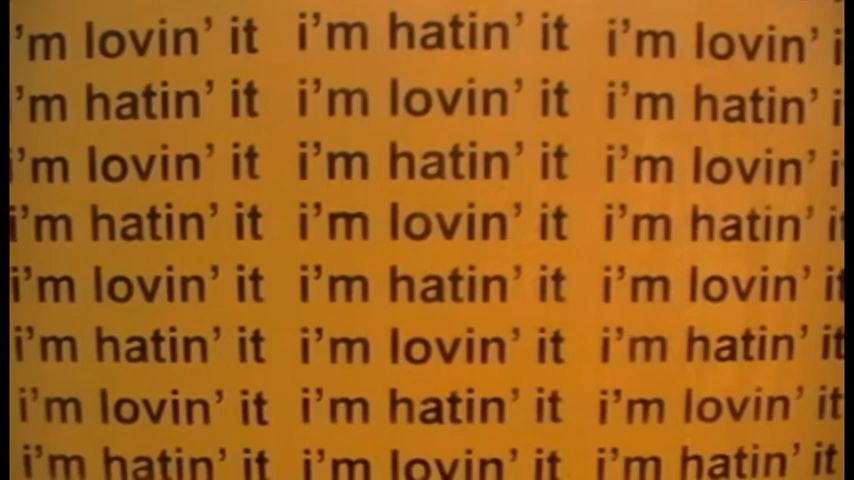 'm lovin' it i'm hatin' it i'm lovin' i
'm hatin' it i'm lovin' it i'm hatin' i
i'm lovin' it i'm hatin' it i'm lovin' i
i'm hatin' it i'm lovin' it i'm hatin' it
i'm lovin' it i'm hatin' it i'm lovin' it
i'm hatin' it i'm lovin' it i'm hatin' it
i'm lovin' it i'm hatin' it i'm lovin' it
i'm hatin' it i'm lovin' it i'm hatin' it